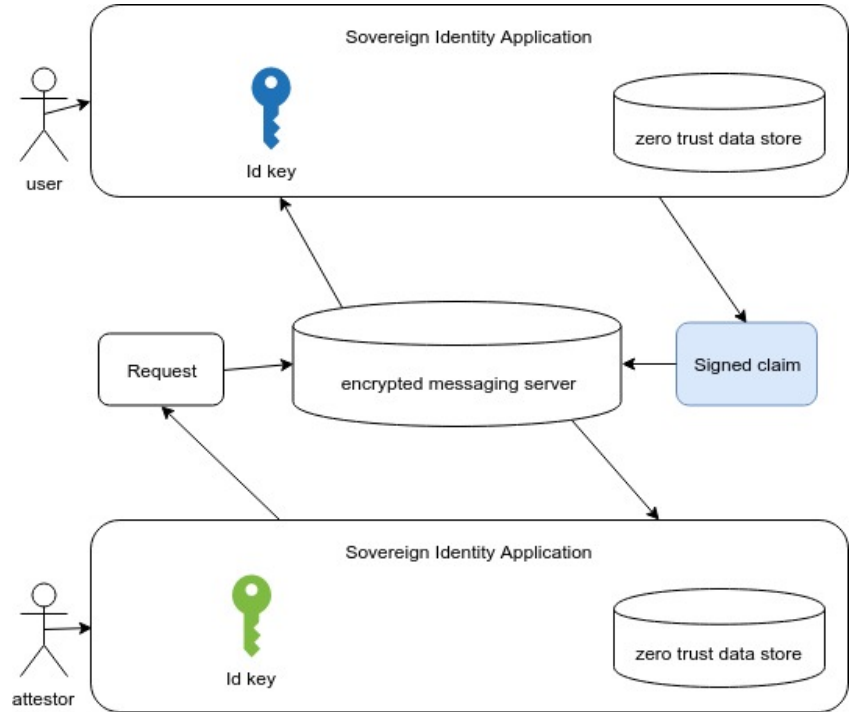 Sovereign Identity Application
zero trust data store
Id key
user
Request
encrypted messaging server
Signed claim
Sovereign Identity Application
zero trust data store
Id key
attestor